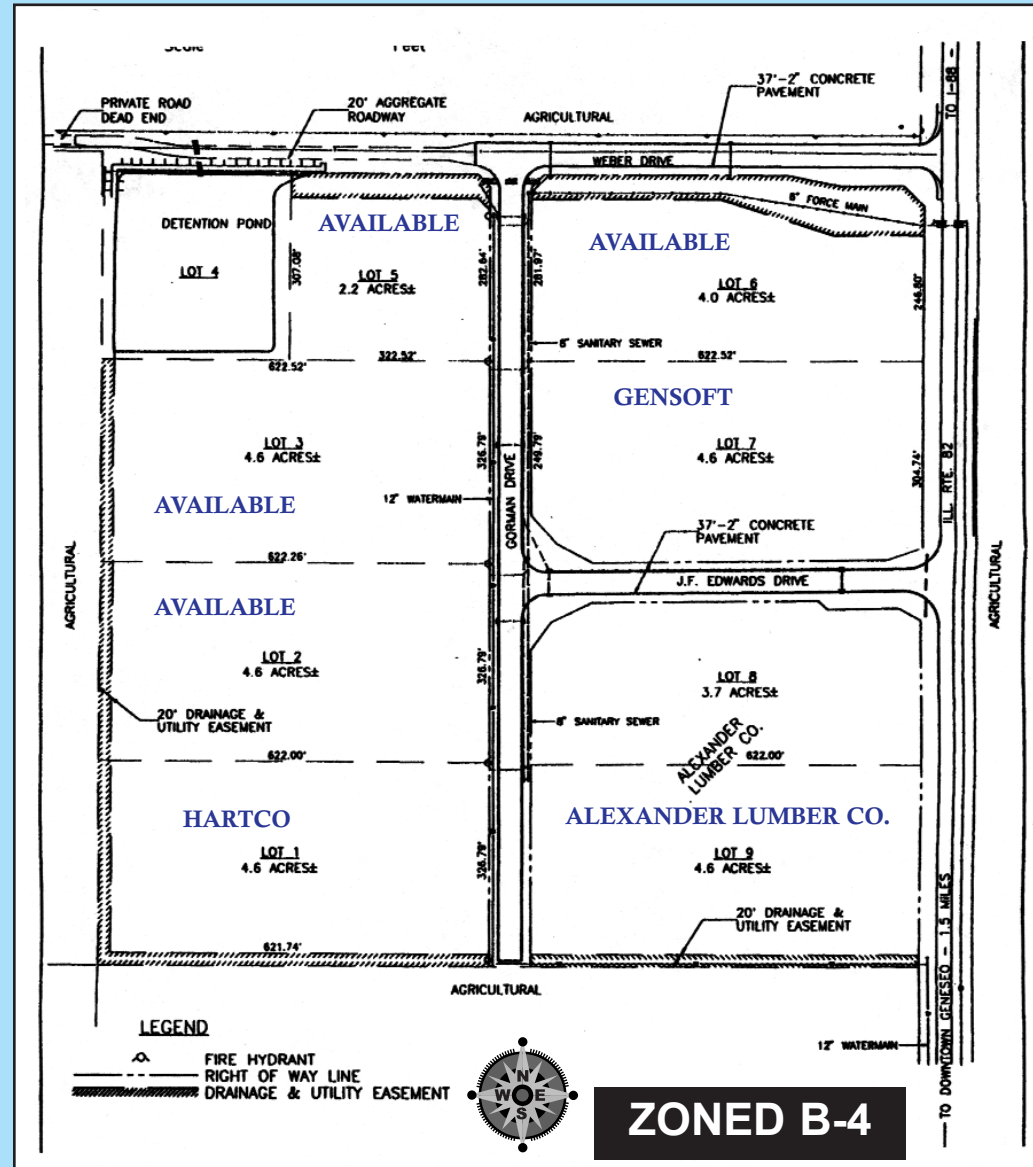 PRIVATE ROAD
DEAD END
20' AGGREGATE
ROADWAY
AGRICULTURAL
37'-2" CONCRETE
PAVEMENT
TO I-88 -
WEBER DRIVE
6" FORCE MAIN
DETENTION POND
LOT 4
AVAILABLE
LOT 5
2.2 ACRES±
307.08'
282.64'
281.97'
AVAILABLE
LOT 6
4.0 ACRES±
246.80'
8" SANITARY SEWER
622.52'
322.52'
622.52'
GENSOFT
LOT 7
4.6 ACRES±
249.79'
304.74'
LOT 3
4.6 ACRES±
326.79'
AVAILABLE
12" WATERMAIN
GORMAN DRIVE
ILL. RTE. 82
37'-2" CONCRETE
PAVEMENT
622.26'
J.F. EDWARDS DRIVE
AGRICULTURAL
AGRICULTURAL
AVAILABLE
LOT 2
4.6 ACRES±
326.79'
20' DRAINAGE &
UTILITY EASEMENT
LOT 8
3.7 ACRES±
8" SANITARY SEWER
ALEXANDER
LUMBER CO.
622.00'
622.00'
HARTCO
LOT 1
4.6 ACRES±
326.79'
ALEXANDER LUMBER CO.
LOT 9
4.6 ACRES±
20' DRAINAGE &
UTILITY EASEMENT
621.74'
AGRICULTURAL
TO DOWNTOWN GENESEO - 1.5 MILES
12" WATERMAIN
LEGEND
FIRE HYDRANT
RIGHT OF WAY LINE
DRAINAGE & UTILITY EASEMENT
N
W E
S
ZONED B-4